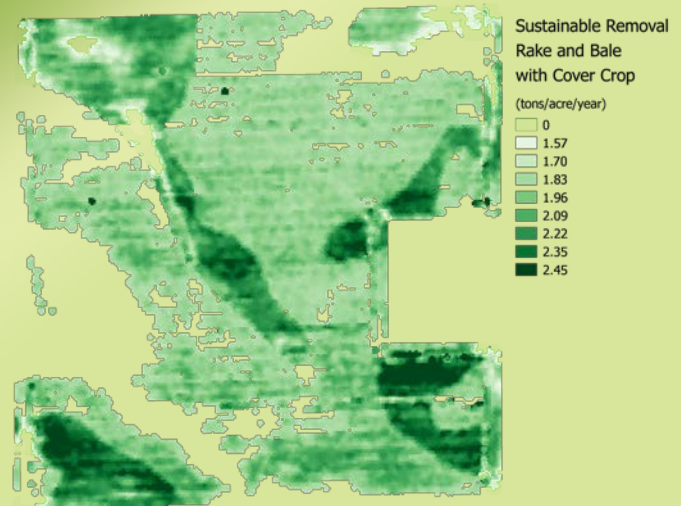 Sustainable Removal
Rake and Bale
with Cover Crop
(tons/acre/year)
0
1.57
1.70
1.83
1.96
2.09
2.22
2.35
2.45